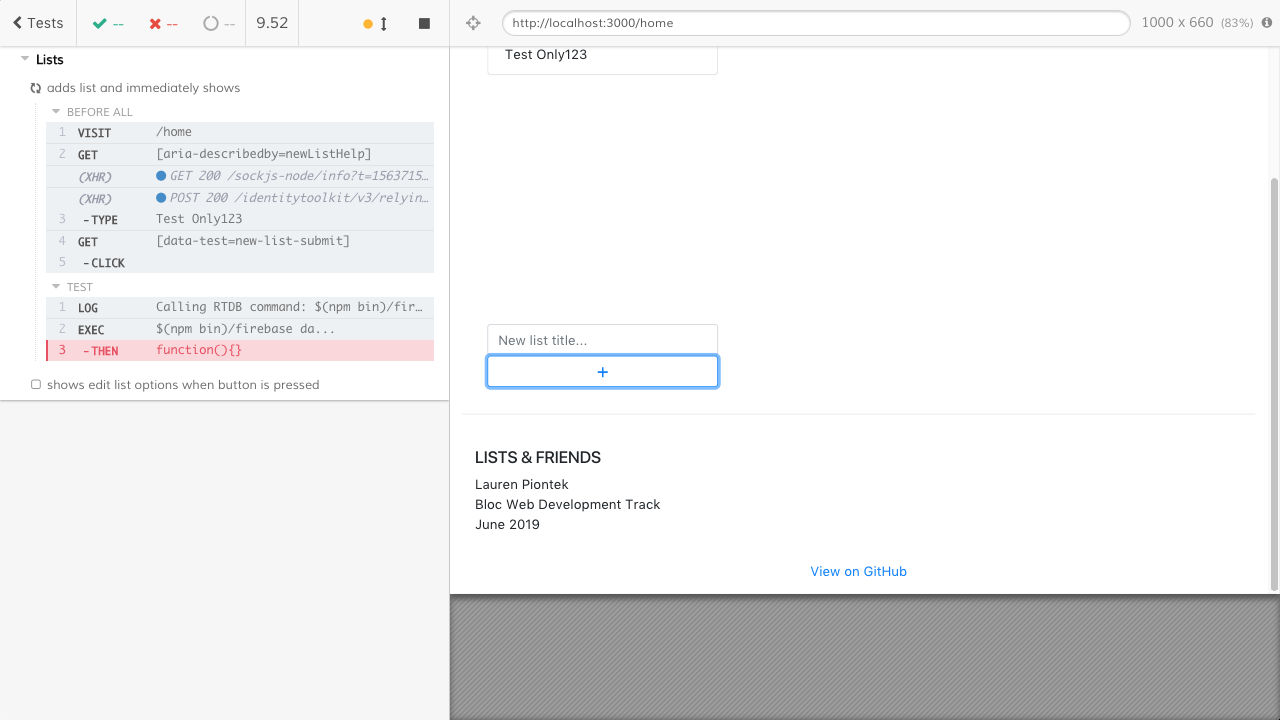 Tests
--
--
--
9.52
http://localhost:3000/home
1000 x 660 (83%)
Lists
adds list and immediately shows
BEFORE ALL
1 VISIT /home
2 GET [aria-describedby=newListHelp]
(XHR) GET 200 /sockjs-node/info?t=1563715…
(XHR) POST 200 /identitytoolkit/v3/relyin…
3 -TYPE Test Only123
4 GET [data-test=new-list-submit]
5 -CLICK
TEST
1 LOG Calling RTDB command: $(npm bin)/fir…
2 EXEC $(npm bin)/firebase da...
3 -THEN function(){}
shows edit list options when button is pressed
Test Only123
New list title...
+
LISTS & FRIENDS
Lauren Piontek
Bloc Web Development Track
June 2019
View on GitHub